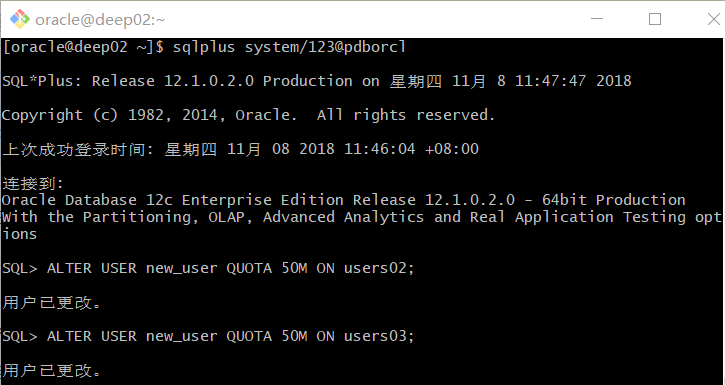 oracle@deep02:~
[oracle@deep02 ~]$ sqlplus system/123@pdborcl
SQL*Plus: Release 12.1.0.2.0 Production on 星期四 11月 8 11:47:47 2018
Copyright (c) 1982, 2014, Oracle.  All rights reserved.
上次成功登录时间: 星期四 11月 08 2018 11:46:04 +08:00
连接到:
Oracle Database 12c Enterprise Edition Release 12.1.0.2.0 - 64bit Production
With the Partitioning, OLAP, Advanced Analytics and Real Application Testing opt
ions
SQL> ALTER USER new_user QUOTA 50M ON users02;
用户已更改。
SQL> ALTER USER new_user QUOTA 50M ON users03;
用户已更改。